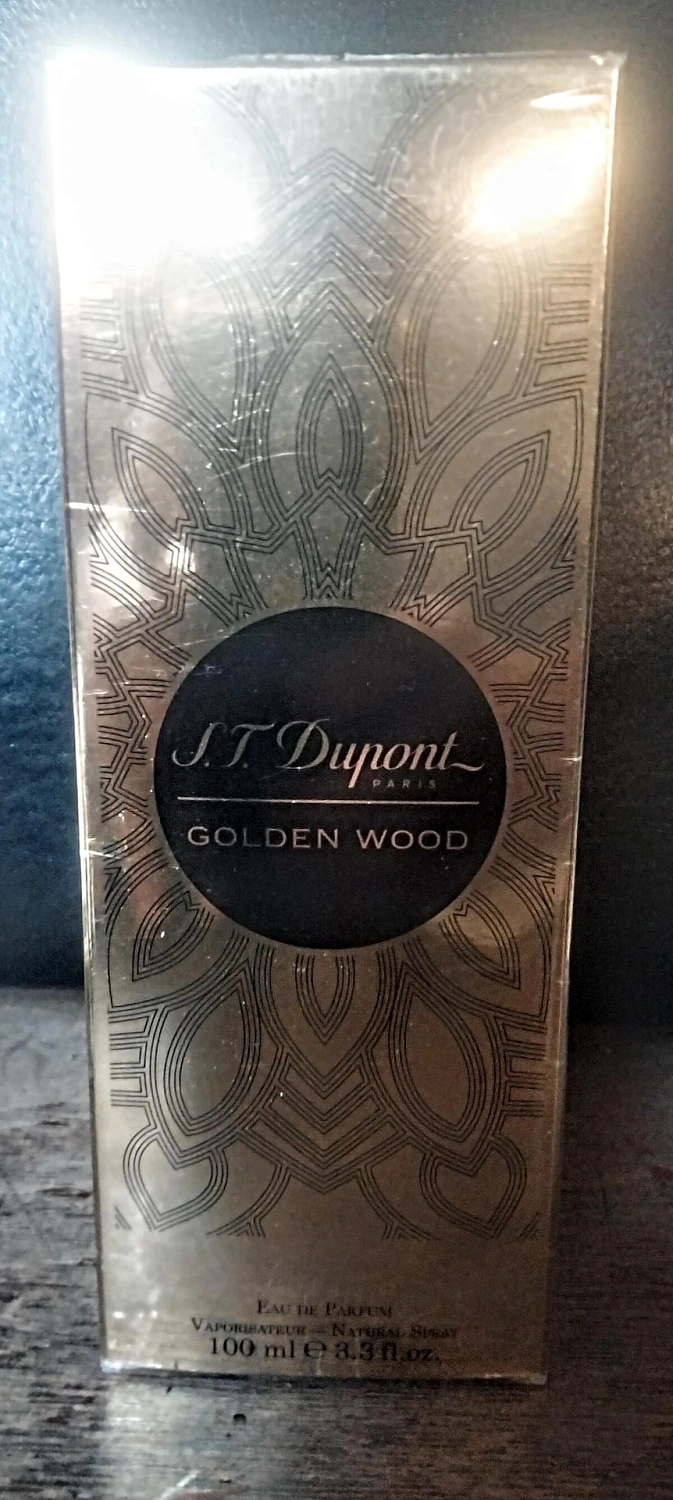 S.T. Dupont
PARIS
GOLDEN WOOD
EAU DE PARFUM
VAPORISATEUR – NATURAL SPRAY
100 ml ℮ 3.3 fl.oz.